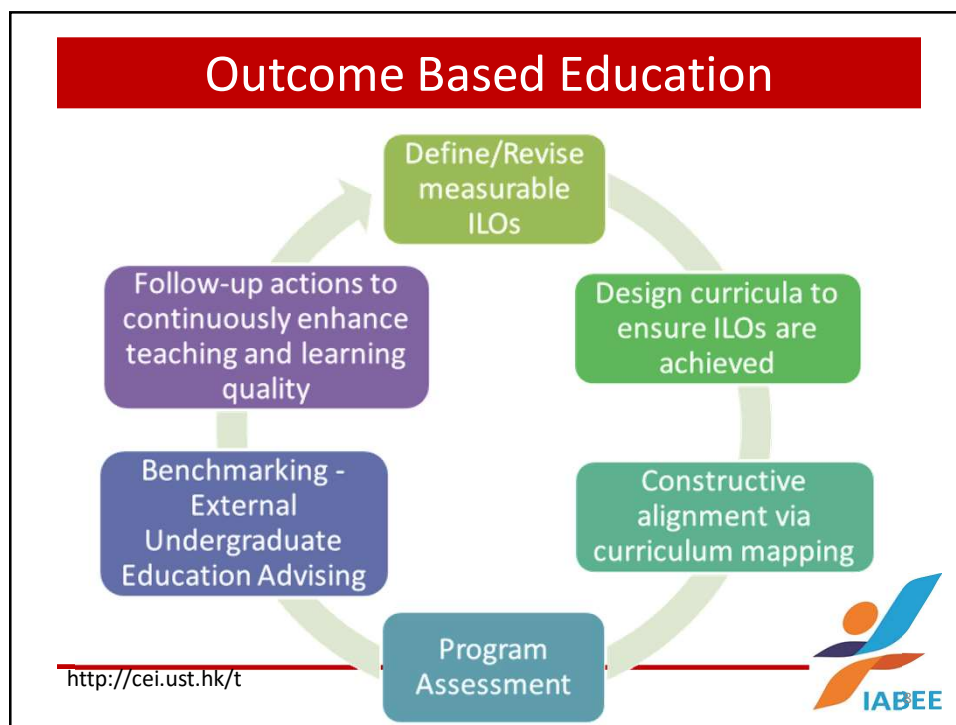 Outcome Based Education
Define/Revise
measurable
ILOs
Design curricula to
ensure ILOs are
achieved
Constructive
alignment via
curriculum mapping
Program
Assessment
Benchmarking -
External
Undergraduate
Education Advising
Follow-up actions to
continuously enhance
teaching and learning
quality
http://cei.ust.hk/t
IABEE